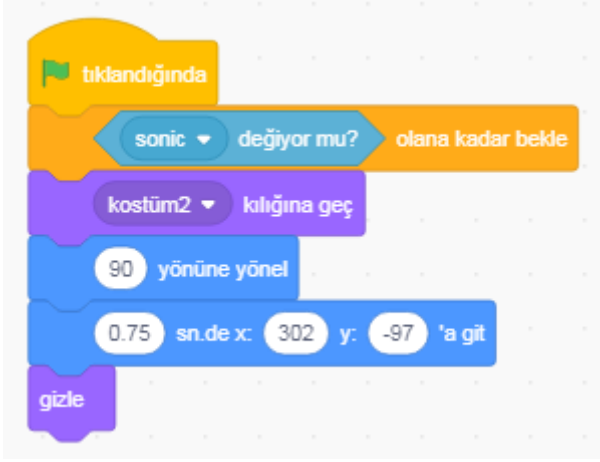 tıklandığında
sonic değiyor mu? olana kadar bekle
kostüm2 kılığına geç
90 yönüne yönel
0.75 sn.de x: 302 y: -97 'a git
gizle